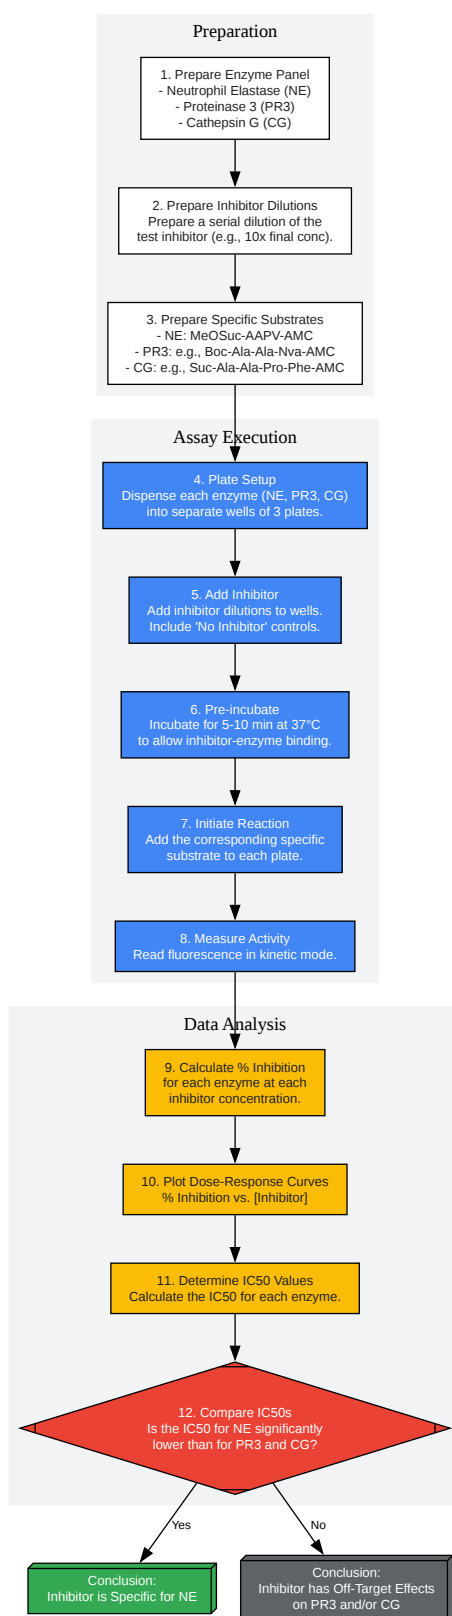 Preparation
1. Prepare Enzyme Panel
- Neutrophil Elastase (NE)
- Proteinase 3 (PR3)
- Cathepsin G (CG)
2. Prepare Inhibitor Dilutions
Prepare a serial dilution of the
test inhibitor (e.g., 10x final conc).
3. Prepare Specific Substrates
- NE: MeOSuc-AAPV-AMC
- PR3: e.g., Boc-Ala-Ala-Nva-AMC
- CG: e.g., Suc-Ala-Ala-Pro-Phe-AMC
Assay Execution
4. Plate Setup
Dispense each enzyme (NE, PR3, CG)
into separate wells of 3 plates.
5. Add Inhibitor
Add inhibitor dilutions to wells.
Include 'No Inhibitor' controls.
6. Pre-incubate
Incubate for 5-10 min at 37°C
to allow inhibitor-enzyme binding.
7. Initiate Reaction
Add the corresponding specific
substrate to each plate.
8. Measure Activity
Read fluorescence in kinetic mode.
Data Analysis
9. Calculate % Inhibition
for each enzyme at each
inhibitor concentration.
10. Plot Dose-Response Curves
% Inhibition vs. [Inhibitor]
11. Determine IC50 Values
Calculate the IC50 for each enzyme.
12. Compare IC50s
Is the IC50 for NE significantly
lower than for PR3 and CG?
Yes
No
Conclusion:
Inhibitor is Specific for NE
Conclusion:
Inhibitor has Off-Target Effects
on PR3 and/or CG